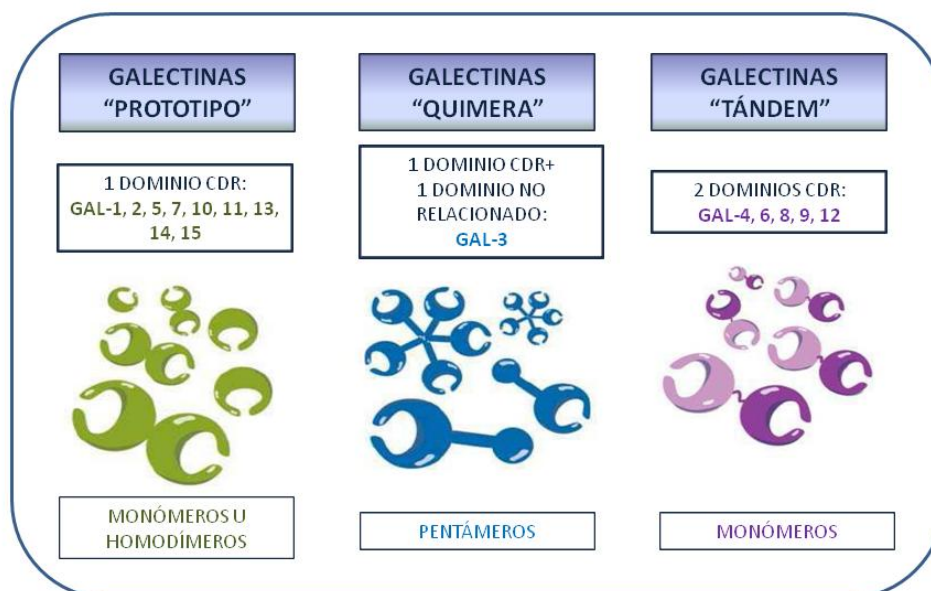 GALECTINAS
“PROTOTIPO”
1 DOMINIO CDR:
GAL-1, 2, 5, 7, 10, 11, 13,
14, 15
MONÓMEROS U
HOMODÍMEROS
GALECTINAS
“QUIMERA”
1 DOMINIO CDR+
1 DOMINIO NO
RELACIONADO:
GAL-3
PENTÁMEROS
GALECTINAS
“TÁNDEM”
2 DOMINIOS CDR:
GAL-4, 6, 8, 9, 12
MONÓMEROS